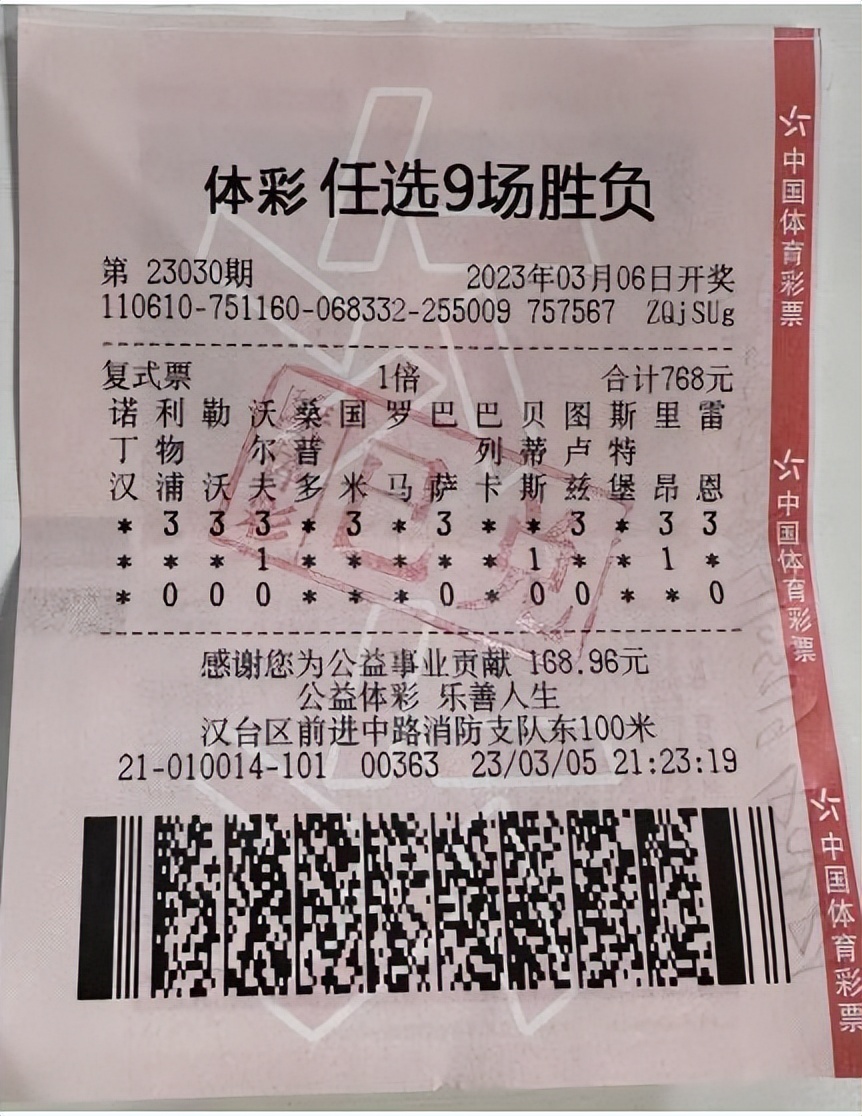 体彩 任选9场胜负
第 23030期 2023年03月06日开奖
110610-751160-068332-255009 757567 ZQjSUg
复式票 1倍 合计768元
诺 利 勒 沃 桑 国 罗 巴 巴 贝 图 斯 里 雷
丁 物 尔 普 列 蒂 卢 特
汉 浦 沃 夫 多 米 马 萨 卡 斯 兹 堡 昂 恩
* 3 3 3 * 3 * 3 * * 3 * 3 3
* * * 1 * * * * * 1 * * 1 *
* 0 0 0 * * * 0 * 0 0 * * 0
感谢您为公益事业贡献 168.96元
公益体彩 乐善人生
汉台区前进中路消防支队东100米
21-010014-101 00363 23/03/05 21:23:19
中国体育彩票
中国体育彩票
中国体育彩票